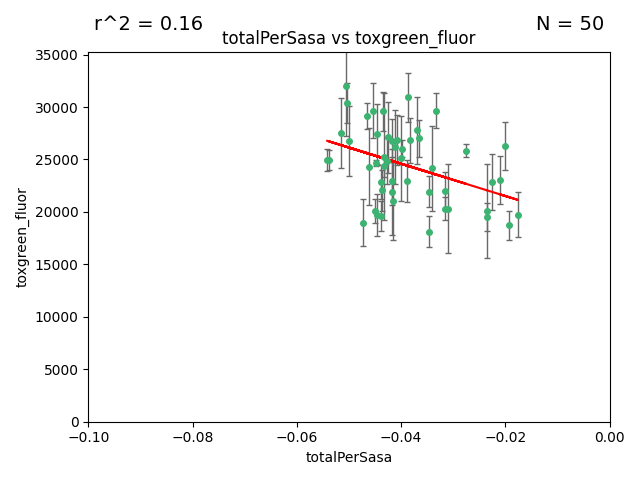 r^2 = 0.16
N = 50
totalPerSasa vs toxgreen_fluor
35000
30000
25000
20000
15000
10000
5000
0
toxgreen_fluor
−0.10
−0.08
−0.06
−0.04
−0.02
0.00
totalPerSasa